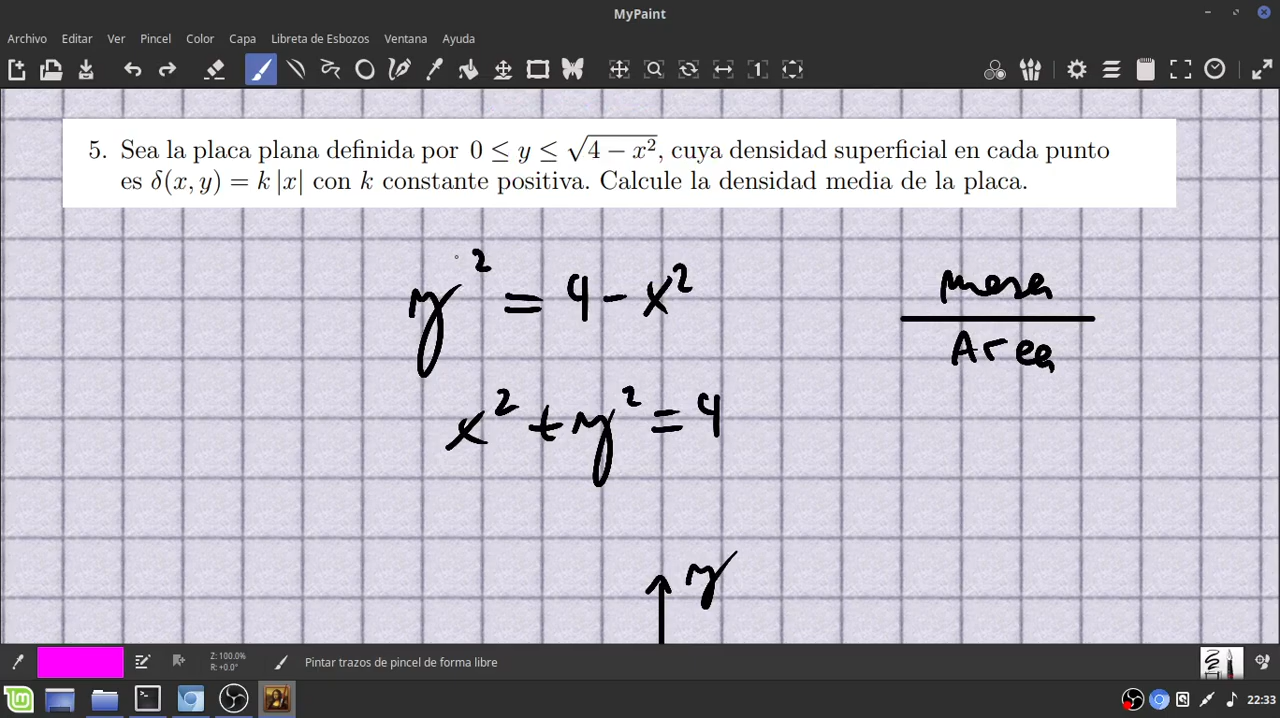 MyPaint
Archivo Editar Ver Pincel Color Capa Libreta de Esbozos Ventana Ayuda
5. Sea la placa plana definida por 0 ≤ y ≤ √(4 − x²), cuya densidad superficial en cada punto
es δ(x, y) = k |x| con k constante positiva. Calcule la densidad media de la placa.
y² = 4 - x²
masa
Area
x² + y² = 4
y
Z: 100.0%
R: +0.0°
Pintar trazos de pincel de forma libre
22:33